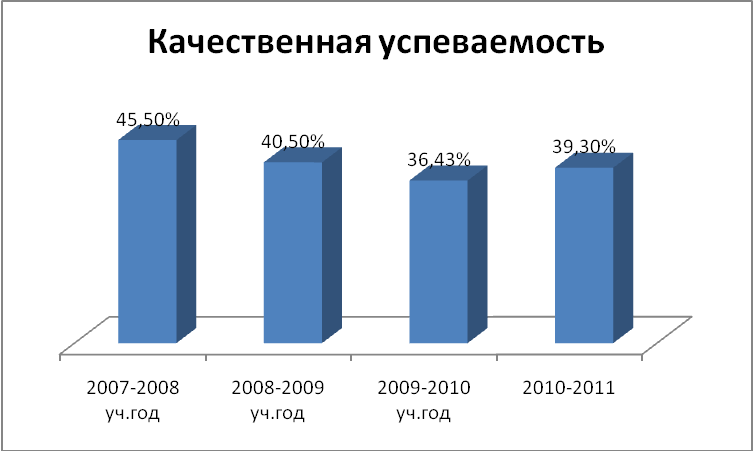 Качественная успеваемость
45,50%
40,50%
36,43%
39,30%
2007-2008
уч.год
2008-2009
уч.год
2009-2010
уч.год
2010-2011